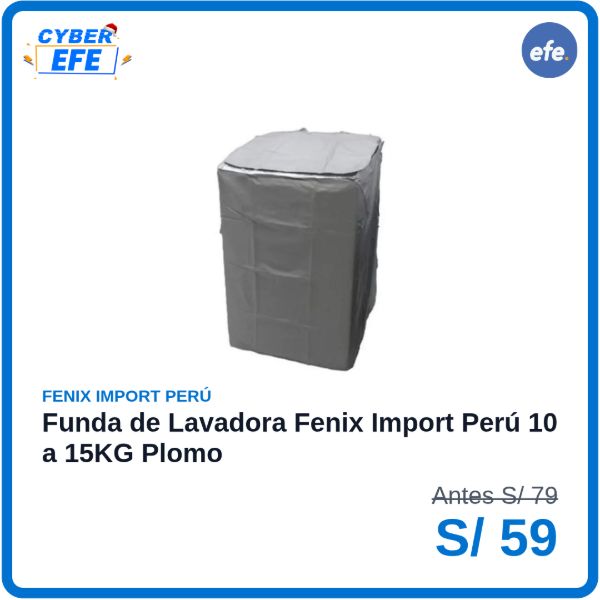 CYBER
EFE
efe.
FENIX IMPORT PERÚ
Funda de Lavadora Fenix Import Perú 10
a 15KG Plomo
Antes S/ 79
S/ 59